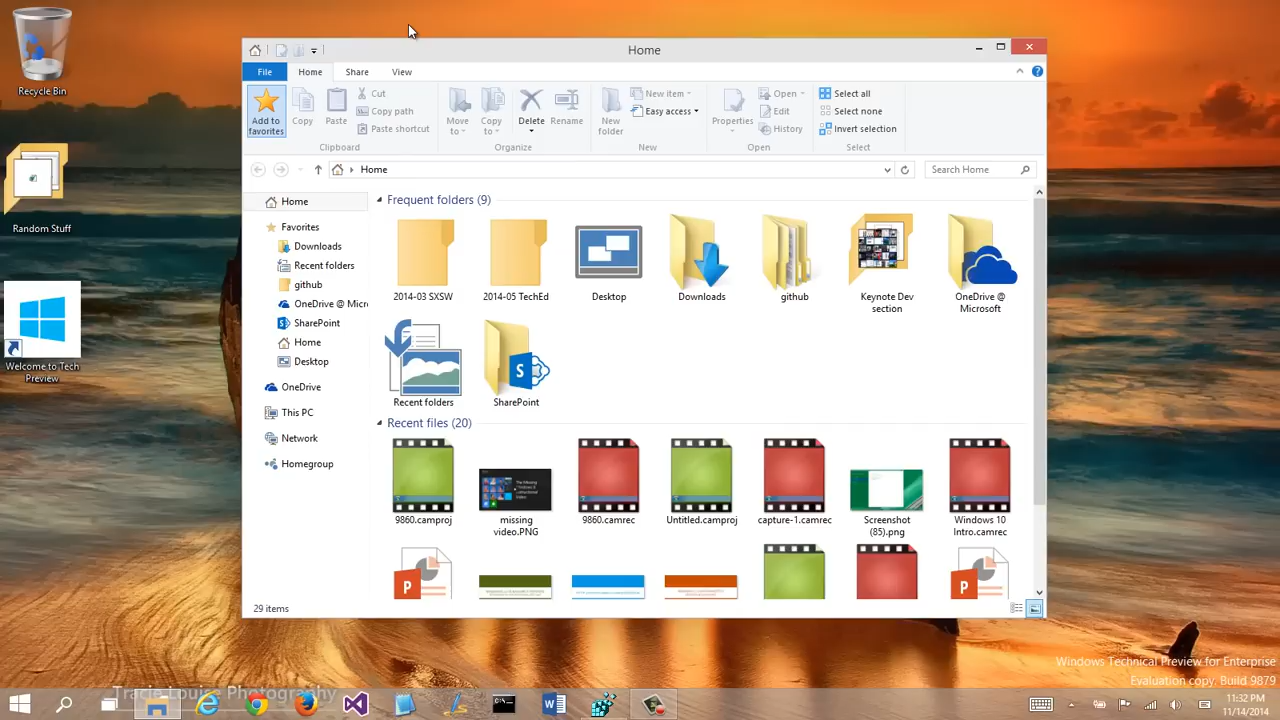 Recycle Bin
Random Stuff
Welcome to Tech
Preview
Home
File
Home
Share
View
Add to
favorites
Copy
Paste
Cut
Copy path
Paste shortcut
Clipboard
Move
to
Copy
to
Delete
Rename
Organize
New
folder
New item
Easy access
New
Properties
Open
Edit
History
Open
Select all
Select none
Invert selection
Select
Home
Search Home
Home
Favorites
Downloads
Recent folders
github
OneDrive @ Micr
SharePoint
Home
Desktop
OneDrive
This PC
Network
Homegroup
Frequent folders (9)
2014-03 SXSW
2014-05 TechEd
Desktop
Downloads
github
Keynote Dev
section
OneDrive @
Microsoft
Recent folders
SharePoint
Recent files (20)
9860.camproj
missing
video.PNG
9860.camrec
Untitled.camproj
capture-1.camrec
Screenshot
(85).png
Windows 10
Intro.camrec
29 items
Windows Technical Preview for Enterprise
Evaluation copy. Build 9879
Tracie Louise Photography
11:32 PM
11/14/2014